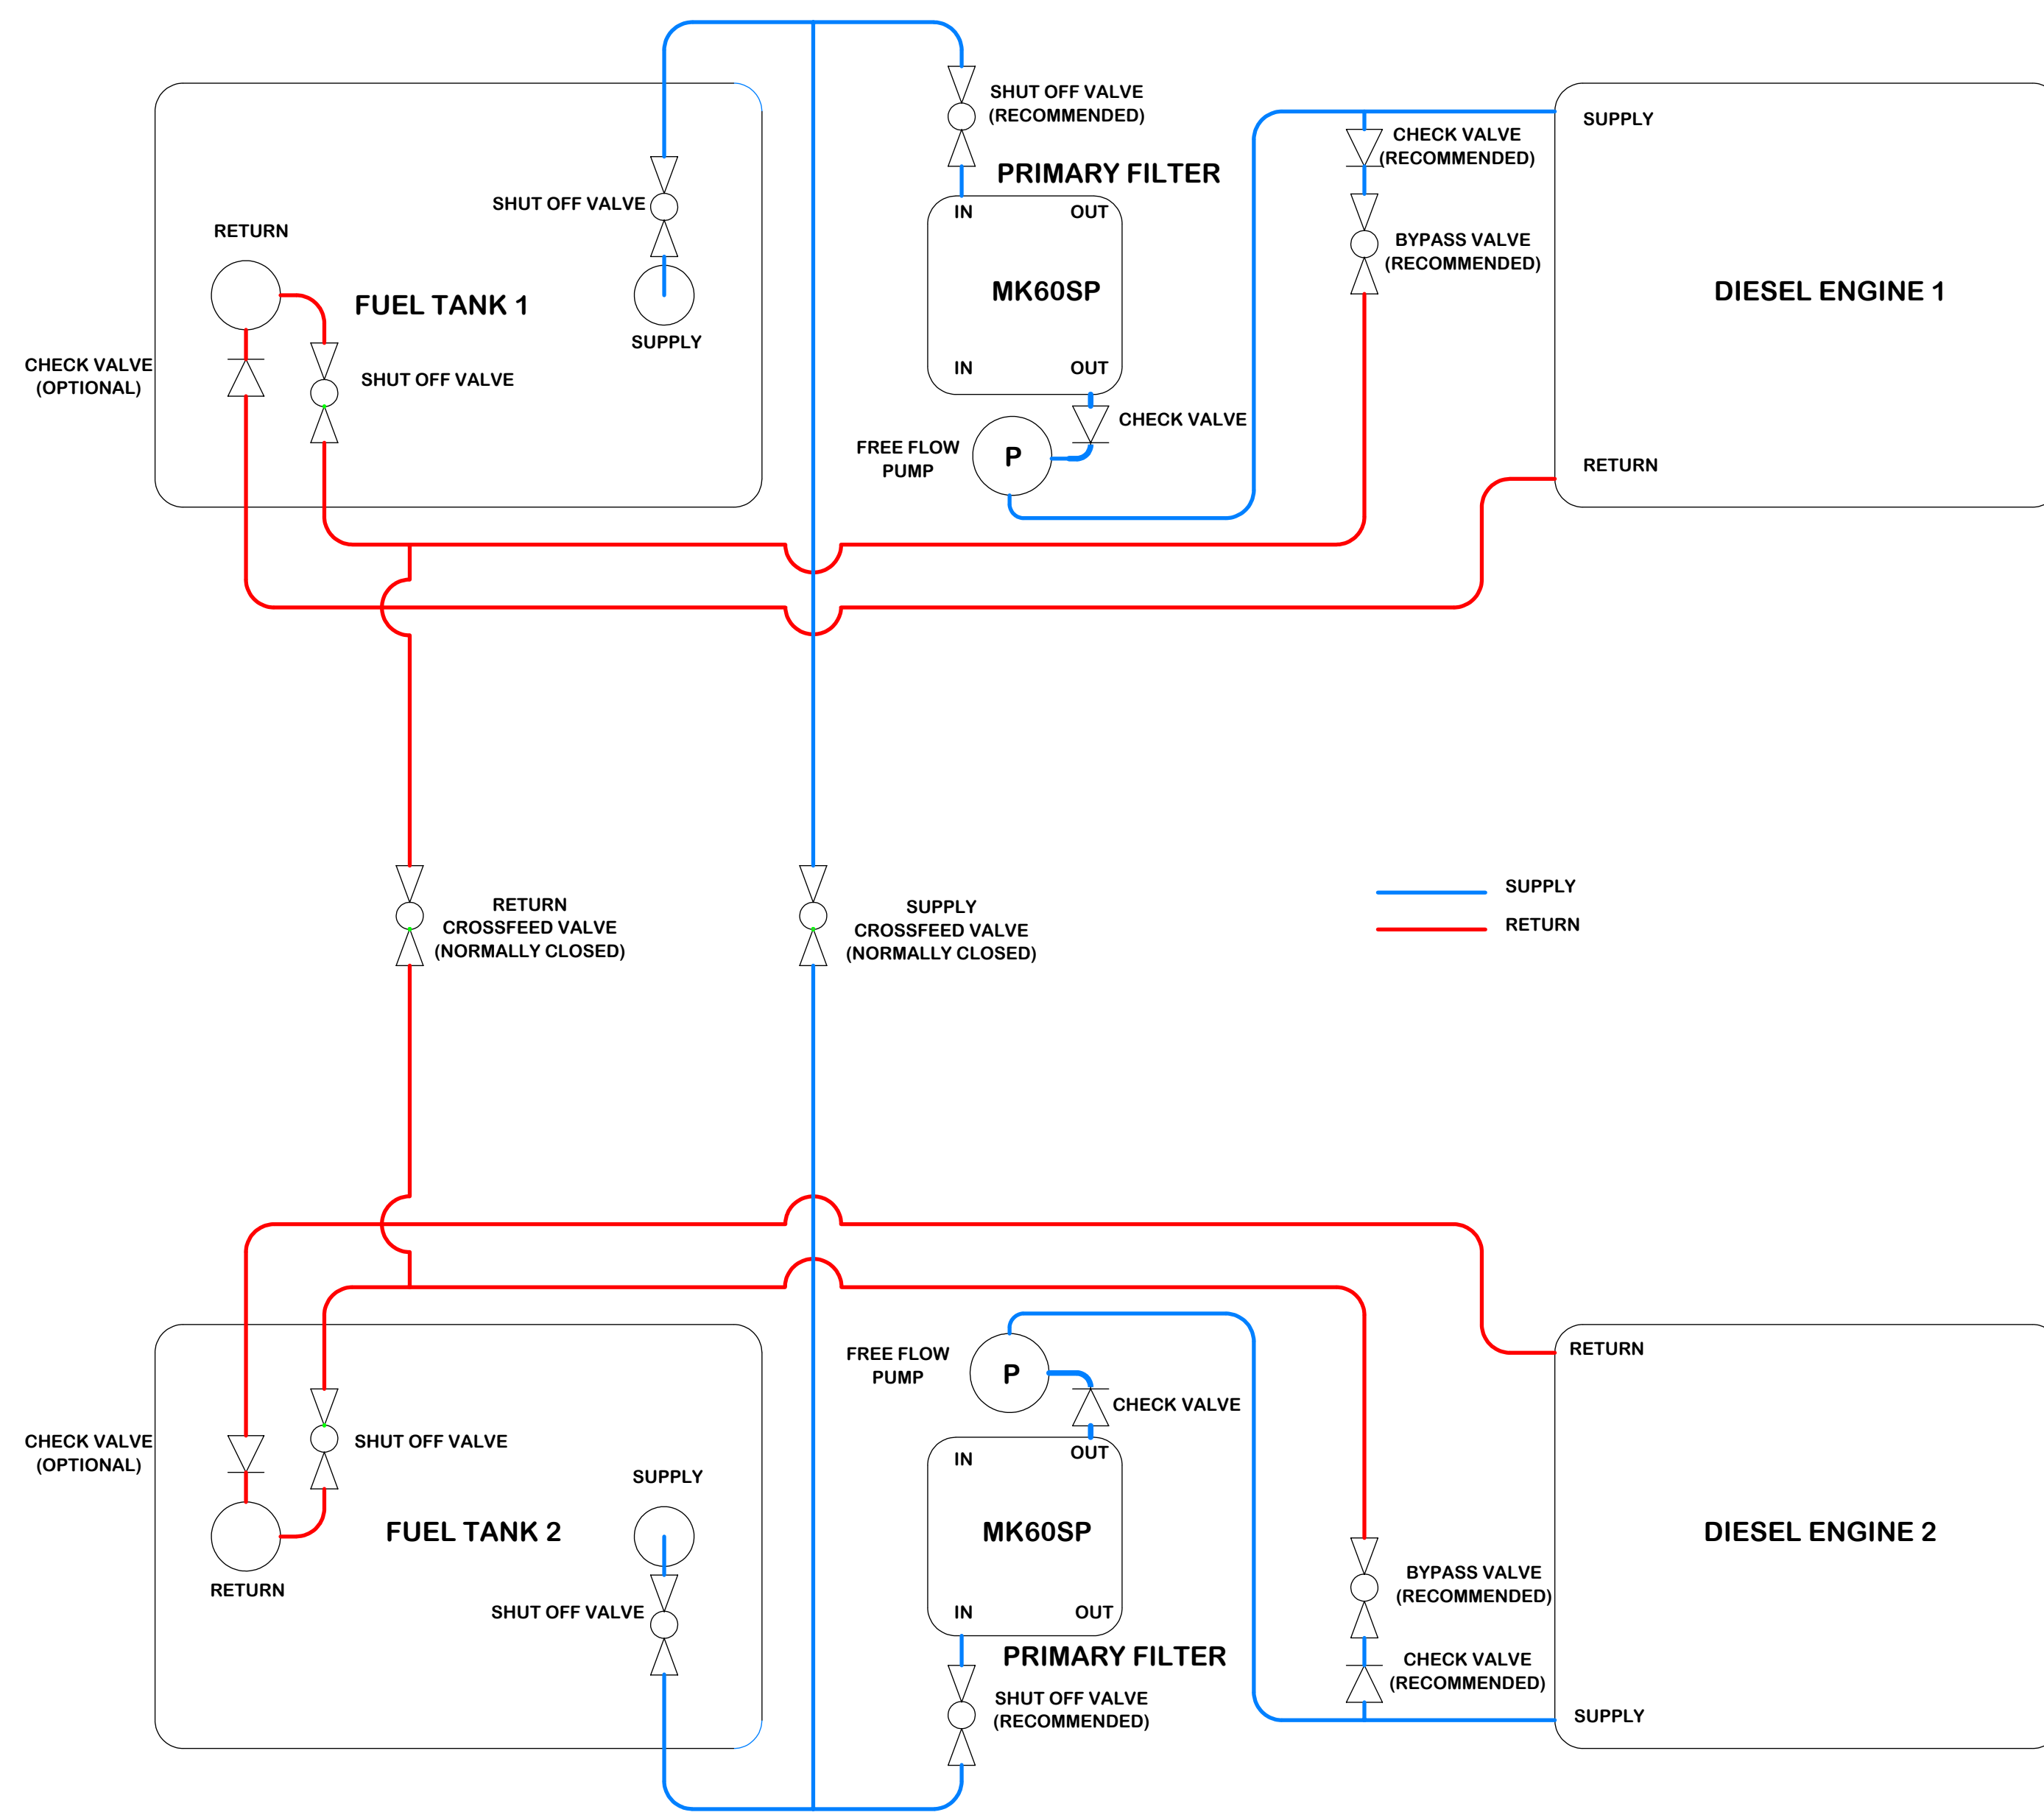 SHUT OFF VALVE
(RECOMMENDED)
SUPPLY
CHECK VALVE
(RECOMMENDED)
PRIMARY FILTER
SHUT OFF VALVE
IN
OUT
RETURN
BYPASS VALVE
(RECOMMENDED)
MK60SP
DIESEL ENGINE 1
FUEL TANK 1
SUPPLY
CHECK VALVE
(OPTIONAL)
SHUT OFF VALVE
IN
OUT
CHECK VALVE
FREE FLOW
PUMP
P
RETURN
RETURN
CROSSFEED VALVE
(NORMALLY CLOSED)
SUPPLY
CROSSFEED VALVE
(NORMALLY CLOSED)
SUPPLY
RETURN
FREE FLOW
PUMP
P
RETURN
CHECK VALVE
CHECK VALVE
(OPTIONAL)
SHUT OFF VALVE
IN
OUT
SUPPLY
FUEL TANK 2
MK60SP
DIESEL ENGINE 2
RETURN
BYPASS VALVE
(RECOMMENDED)
SHUT OFF VALVE
IN
OUT
PRIMARY FILTER
CHECK VALVE
(RECOMMENDED)
SHUT OFF VALVE
(RECOMMENDED)
SUPPLY